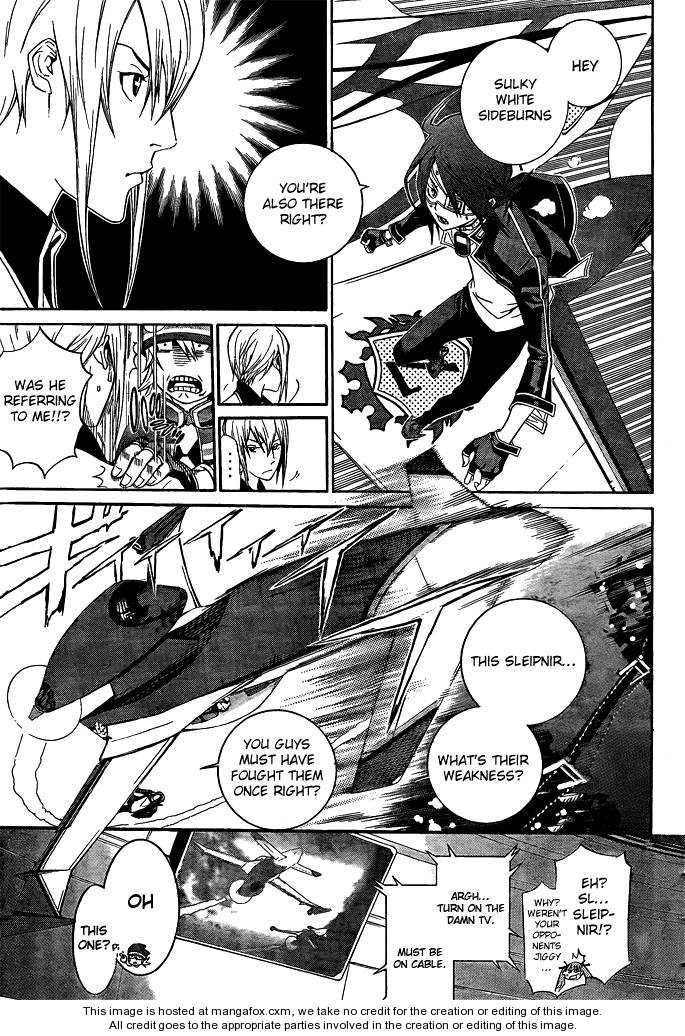 HEY
SULKY
WHITE
SIDEBURNS
YOU'RE
ALSO THERE
RIGHT?
WAS HE
REFERRING
TO ME!!?
THIS SLEIPNIR...
YOU GUYS
MUST HAVE
FOUGHT THEM
ONCE RIGHT?
WHAT'S THEIR
WEAKNESS?
EH?
SL...
SLEIP-
NIR!?
WHY?
WEREN'T
YOUR
OPPO-
NENTS
JIGGY
...
ARGH...
TURN ON THE
DAMN TV.
MUST BE
ON CABLE.
OH
THIS
ONE?
This image is hosted at mangafox.cxm, we take no credit for the creation or editing of this image.
All credit goes to the appropriate parties involved in the creation or editing of this image.